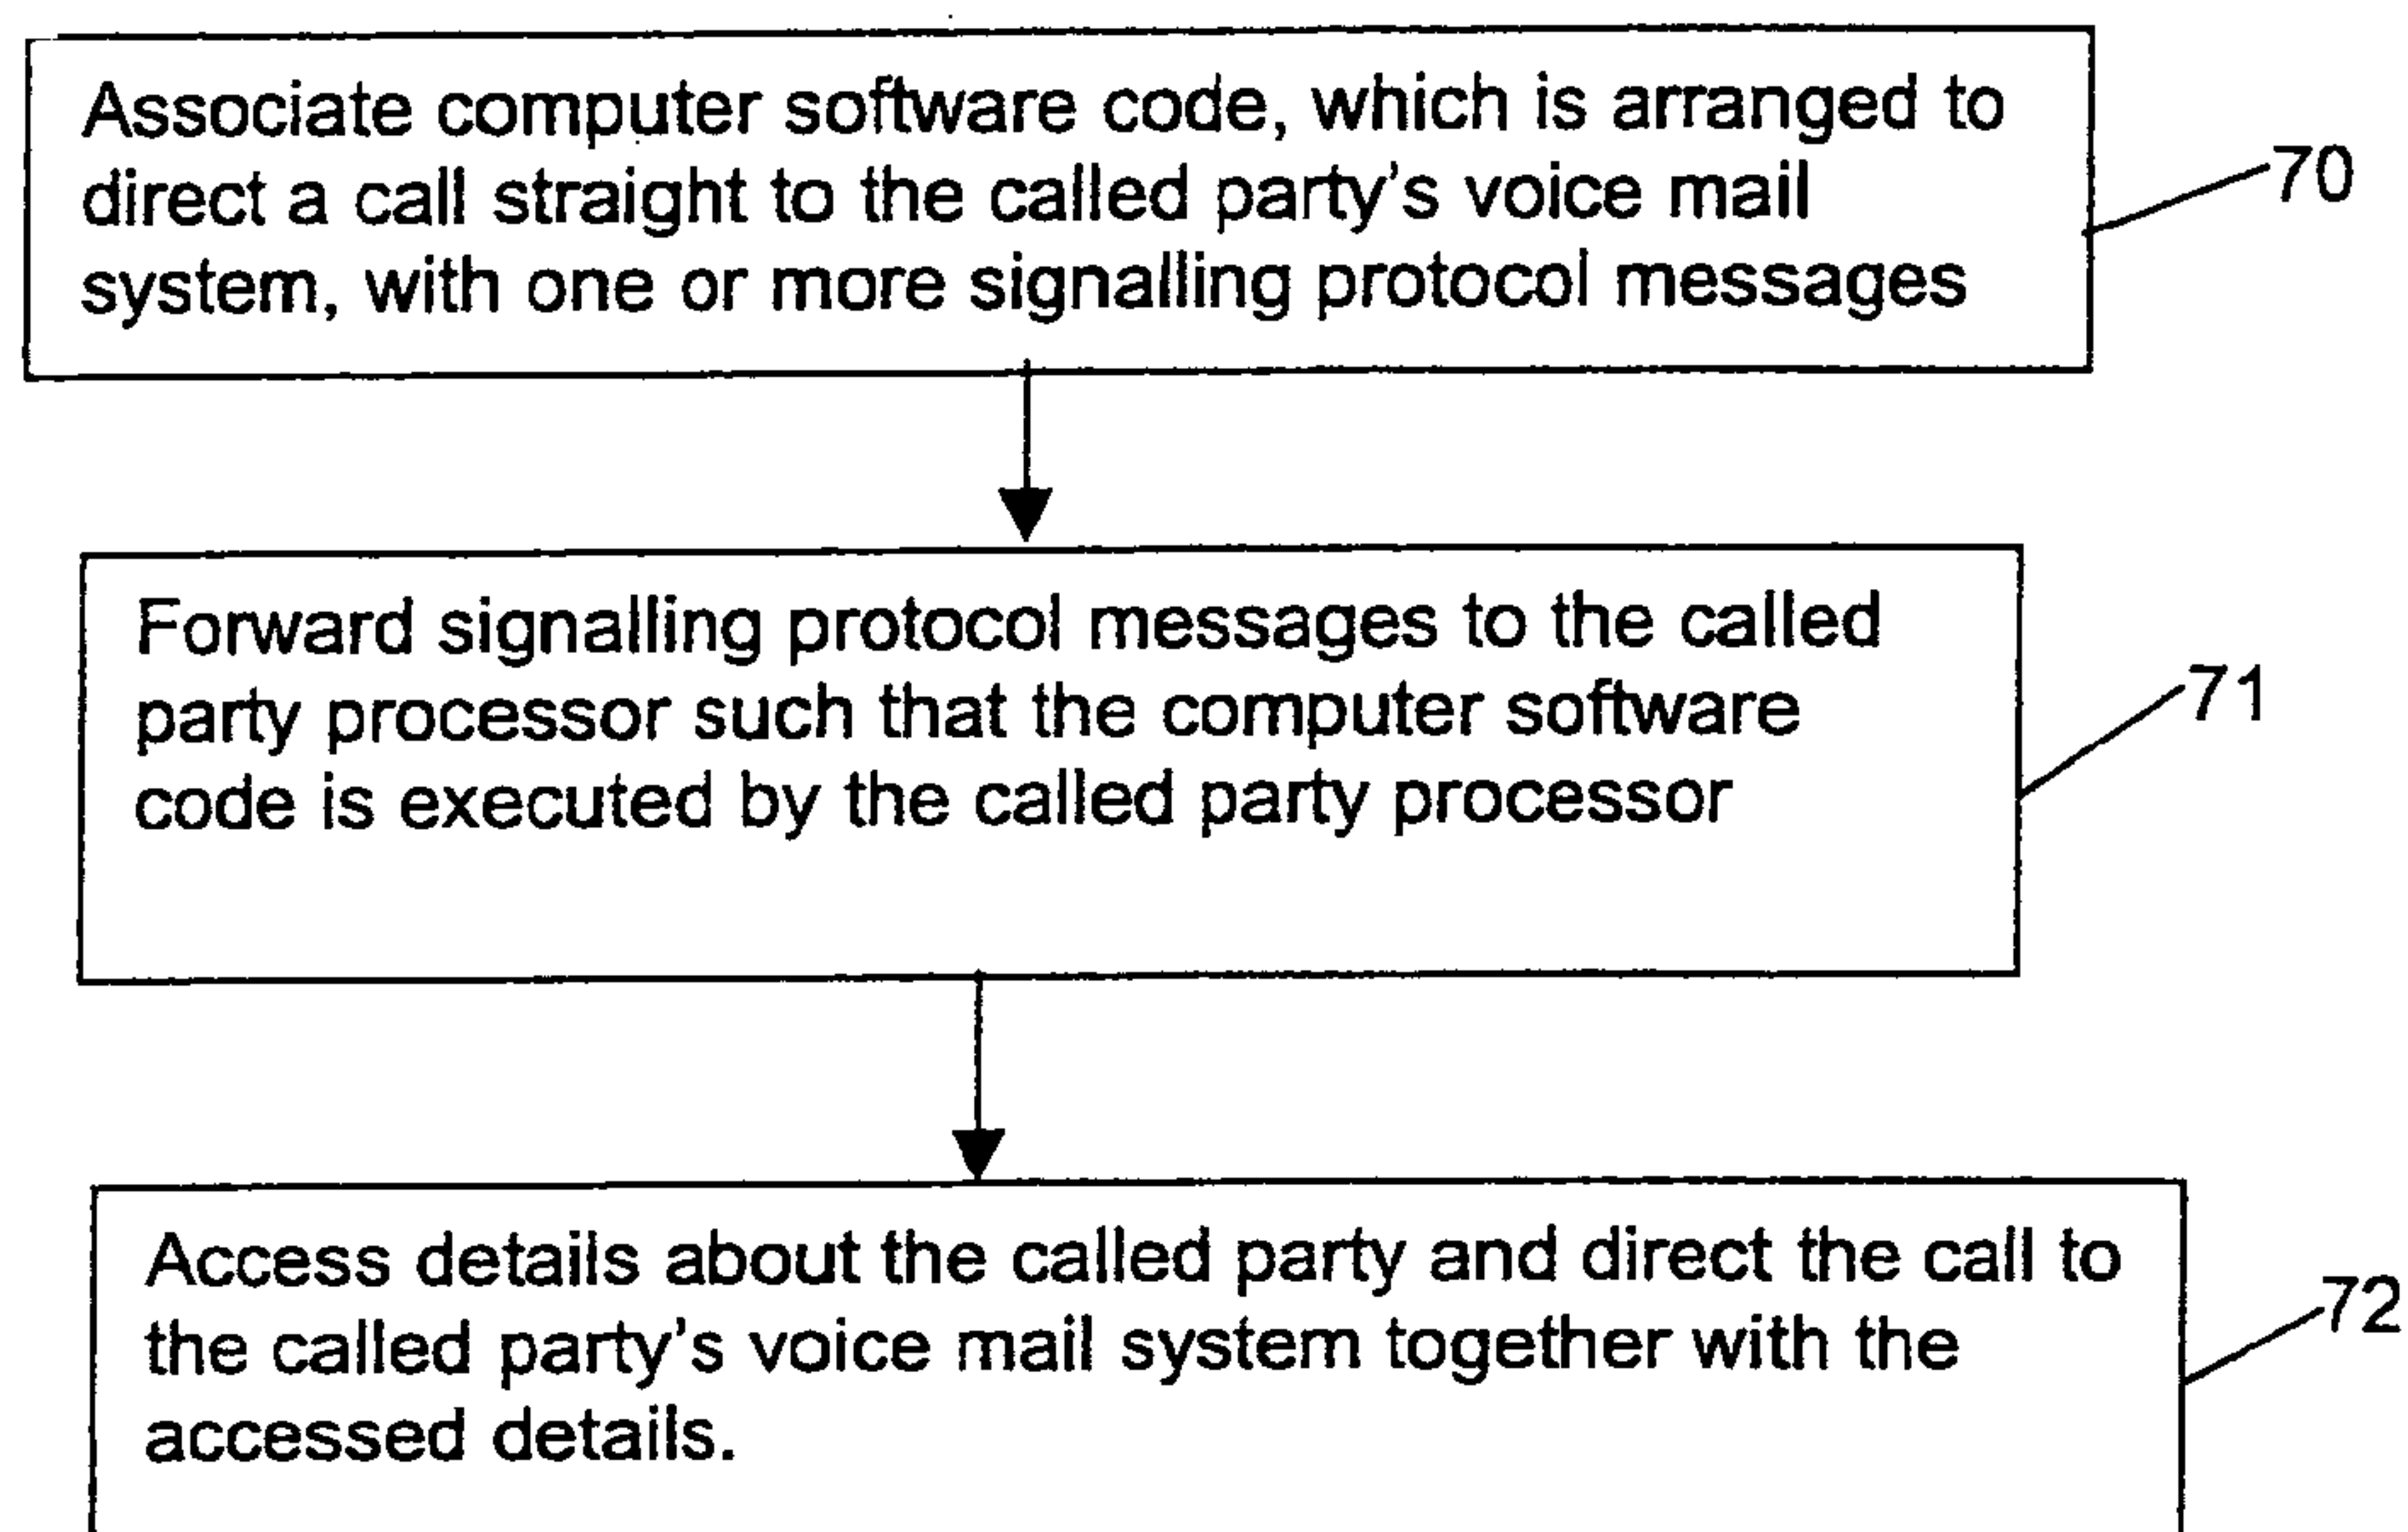 Associate computer software code, which is arranged to
direct a call straight to the called party's voice mail
system, with one or more signalling protocol messages
70
Forward signalling protocol messages to the called
party processor such that the computer software
code is executed by the called party processor
71
Access details about the called party and direct the call to
the called party's voice mail system together with the
accessed details.
72